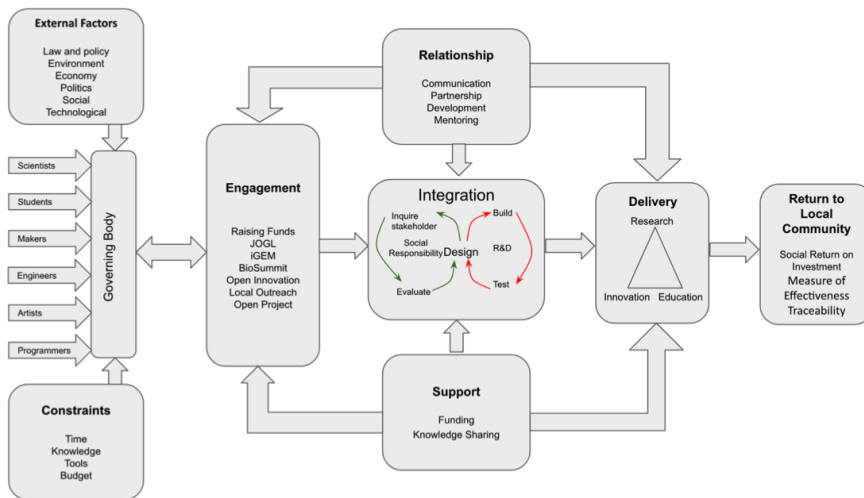 External Factors
Law and policy
Environment
Economy
Politics
Social
Technological
Scientists
Students
Makers
Engineers
Artists
Programmers
Governing Body
Constraints
Time
Knowledge
Tools
Budget
Engagement
Raising Funds
JOGL
iGEM
BioSummit
Open Innovation
Local Outreach
Open Project
Relationship
Communication
Partnership
Development
Mentoring
Integration
Inquire
stakeholder
Social
Responsibility
Evaluate
Design
Build
R&D
Test
Support
Funding
Knowledge Sharing
Delivery
Research
Innovation
Education
Return to
Local
Community
Social Return on
Investment
Measure of
Effectiveness
Traceability